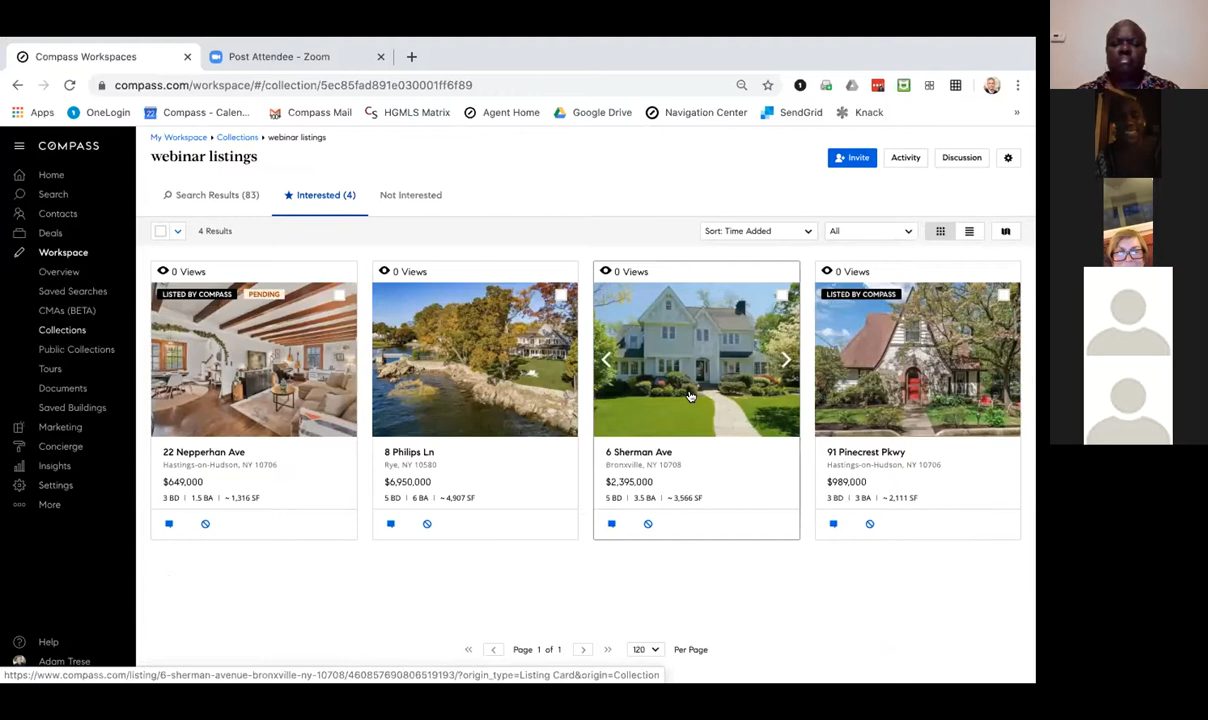 Compass Workspaces
Post Attendee - Zoom
compass.com/workspace/#/collection/5ec85fad891e030001ff6f89
Apps
OneLogin
Compass - Calen...
Compass Mail
HGMLS Matrix
Agent Home
Google Drive
Navigation Center
SendGrid
Knack
»
COMPASS
Home
Search
Contacts
Deals
Workspace
Overview
Saved Searches
CMAs (BETA)
Collections
Public Collections
Tours
Documents
Saved Buildings
Marketing
Concierge
Insights
Settings
More
Help
Adam Trese
My Workspace ▸ Collections ▸ webinar listings
webinar listings
Invite
Activity
Discussion
Search Results (83)
Interested (4)
Not Interested
4 Results
Sort: Time Added
All
0 Views
LISTED BY COMPASS
PENDING
22 Nepperhan Ave
Hastings-on-Hudson, NY 10706
$649,000
3 BD | 1.5 BA | ~ 1,316 SF
0 Views
8 Philips Ln
Rye, NY 10580
$6,950,000
5 BD | 6 BA | ~ 4,907 SF
0 Views
6 Sherman Ave
Bronxville, NY 10708
$2,395,000
5 BD | 3.5 BA | ~ 3,566 SF
0 Views
LISTED BY COMPASS
91 Pinecrest Pkwy
Hastings-on-Hudson, NY 10706
$989,000
3 BD | 3 BA | ~ 2,111 SF
Page 1 of 1
120
Per Page
https://www.compass.com/listing/6-sherman-avenue-bronxville-ny-10708/460857690806519193/?origin_type=Listing Card&origin=Collection